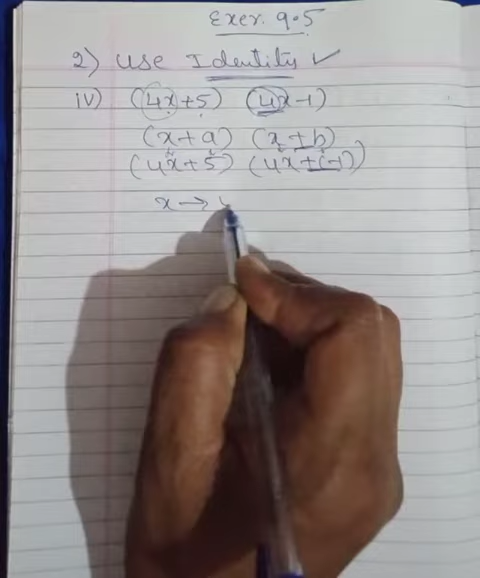 Exer. 9.5
2) Use Identity ✓
iv) (4x+5) (4x-1)
(x+a) (x+b)
(4x+5) (4x+(-1))
x →